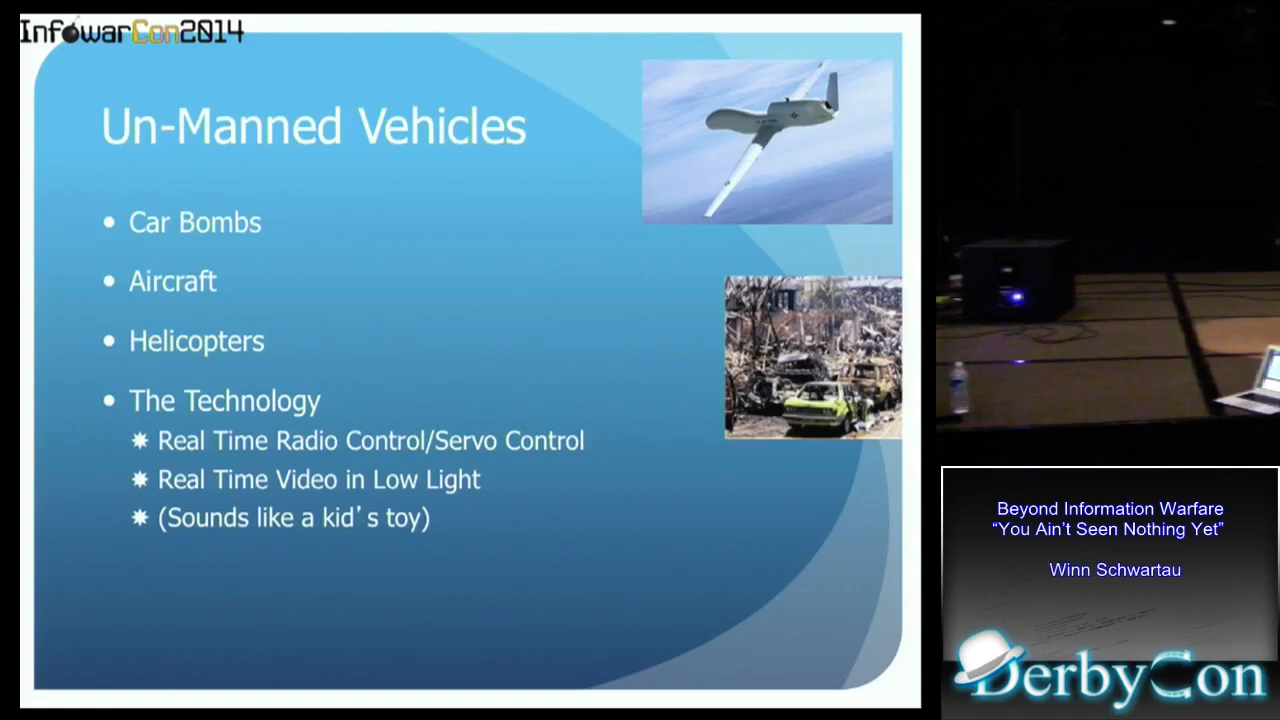 InfowarCon2014
Un-Manned Vehicles
• Car Bombs
• Aircraft
• Helicopters
• The Technology
✷ Real Time Radio Control/Servo Control
✷ Real Time Video in Low Light
✷ (Sounds like a kid’s toy)
Beyond Information Warfare
“You Ain’t Seen Nothing Yet”
Winn Schwartau
DerbyCon